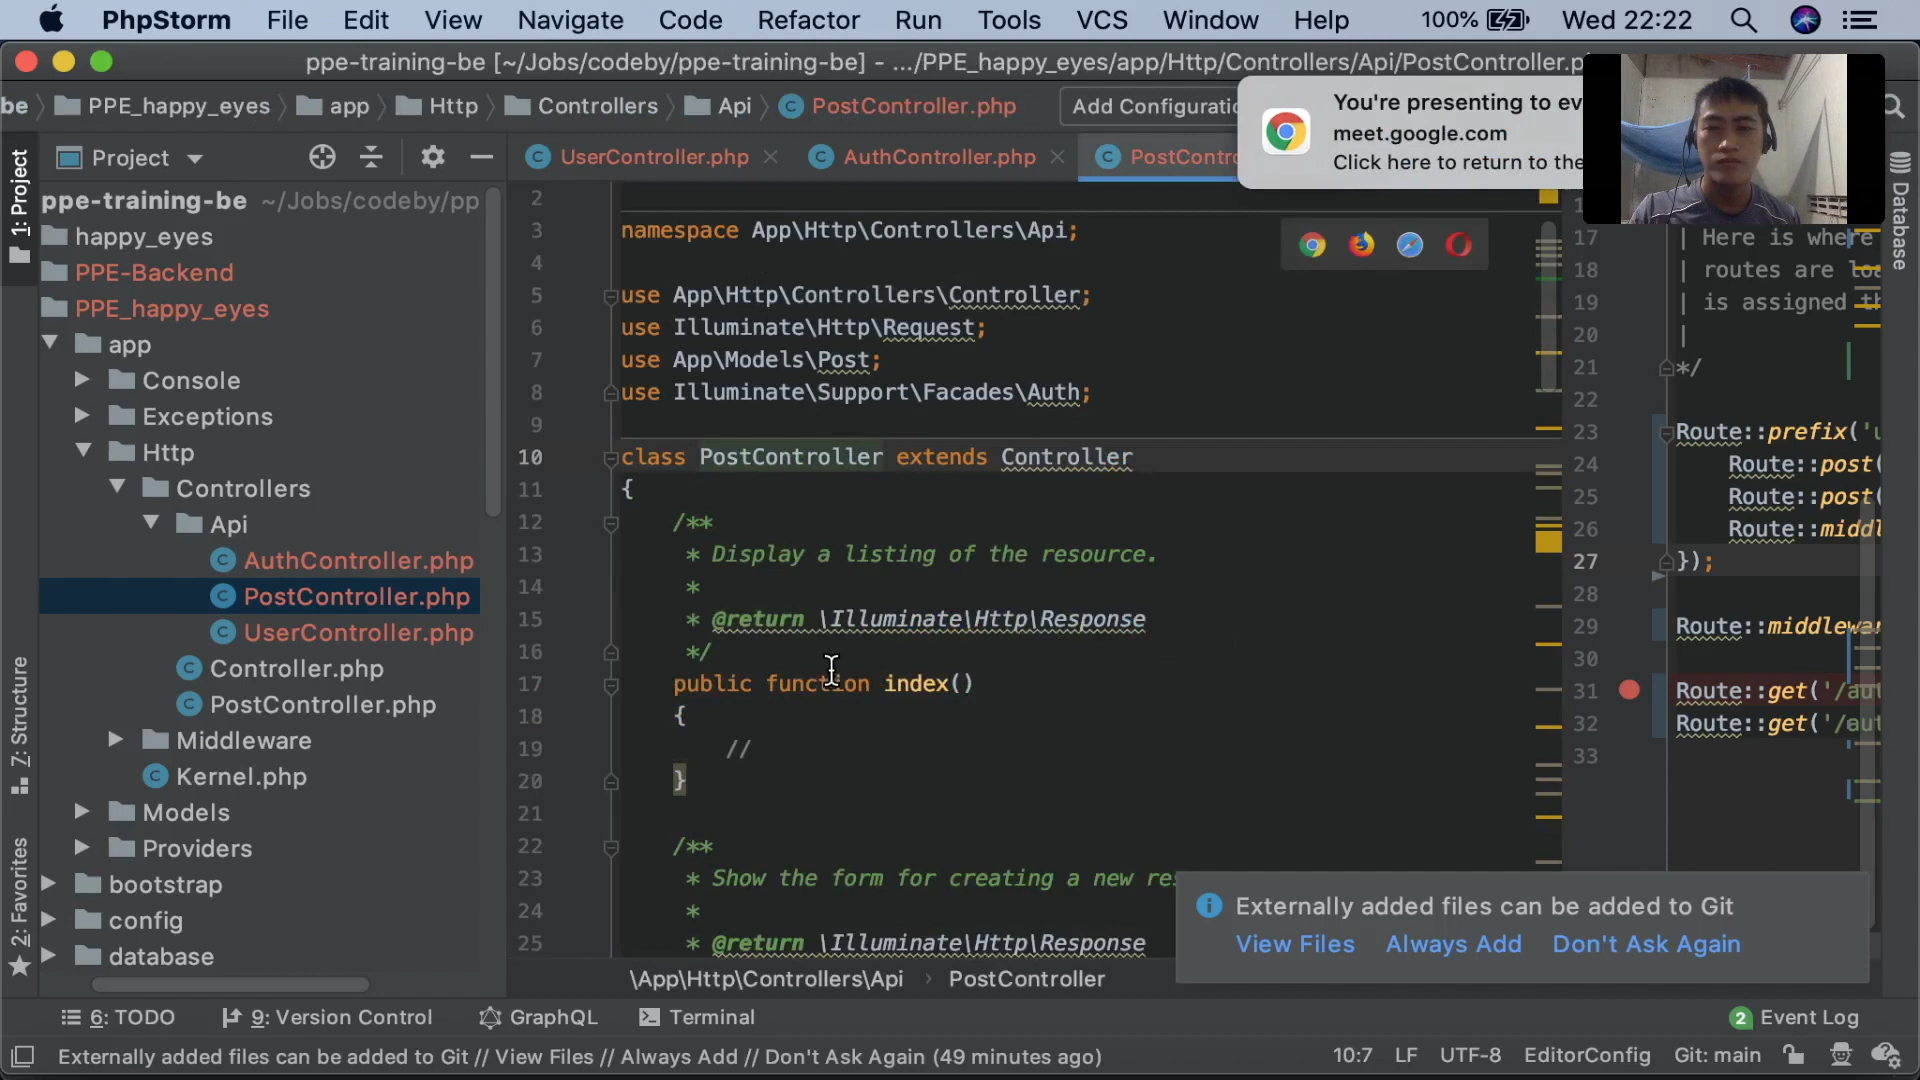 PhpStorm File Edit View Navigate Code Refactor Run Tools VCS Window Help 100% Wed 22:22
ppe-training-be [~/Jobs/codeby/ppe-training-be] - .../PPE_happy_eyes/app/Http/Controllers/Api/PostController.p
be PPE_happy_eyes app Http Controllers Api PostController.php Add Configuratio
You're presenting to ev
meet.google.com
Click here to return to the
1: Project
Z: Structure
2: Favorites
Database
Project
UserController.php AuthController.php PostContro
ppe-training-be ~/Jobs/codeby/pp
happy_eyes
PPE-Backend
PPE_happy_eyes
app
Console
Exceptions
Http
Controllers
Api
AuthController.php
PostController.php
UserController.php
Controller.php
PostController.php
Middleware
Kernel.php
Models
Providers
bootstrap
config
database
2
3 namespace App\Http\Controllers\Api;
4
5 use App\Http\Controllers\Controller;
6 use Illuminate\Http\Request;
7 use App\Models\Post;
8 use Illuminate\Support\Facades\Auth;
9
10 class PostController extends Controller
11 {
12 /**
13 * Display a listing of the resource.
14 *
15 * @return \Illuminate\Http\Response
16 */
17 public function index()
18 {
19 //
20 }
21
22 /**
23 * Show the form for creating a new res
24 *
25 * @return \Illuminate\Http\Response
\App\Http\Controllers\Api PostController
17 | Here is where
18 | routes are loa
19 | is assigned th
20 |
21 */
22
23 Route::prefix('u
24 Route::post(
25 Route::post(
26 Route::middl
27 });
28
29 Route::middlewar
30
31 Route::get('/aut
32 Route::get('/out
33
Externally added files can be added to Git
View Files Always Add Don't Ask Again
6: TODO 9: Version Control GraphQL Terminal 2 Event Log
Externally added files can be added to Git // View Files // Always Add // Don't Ask Again (49 minutes ago) 10:7 LF UTF-8 EditorConfig Git: main